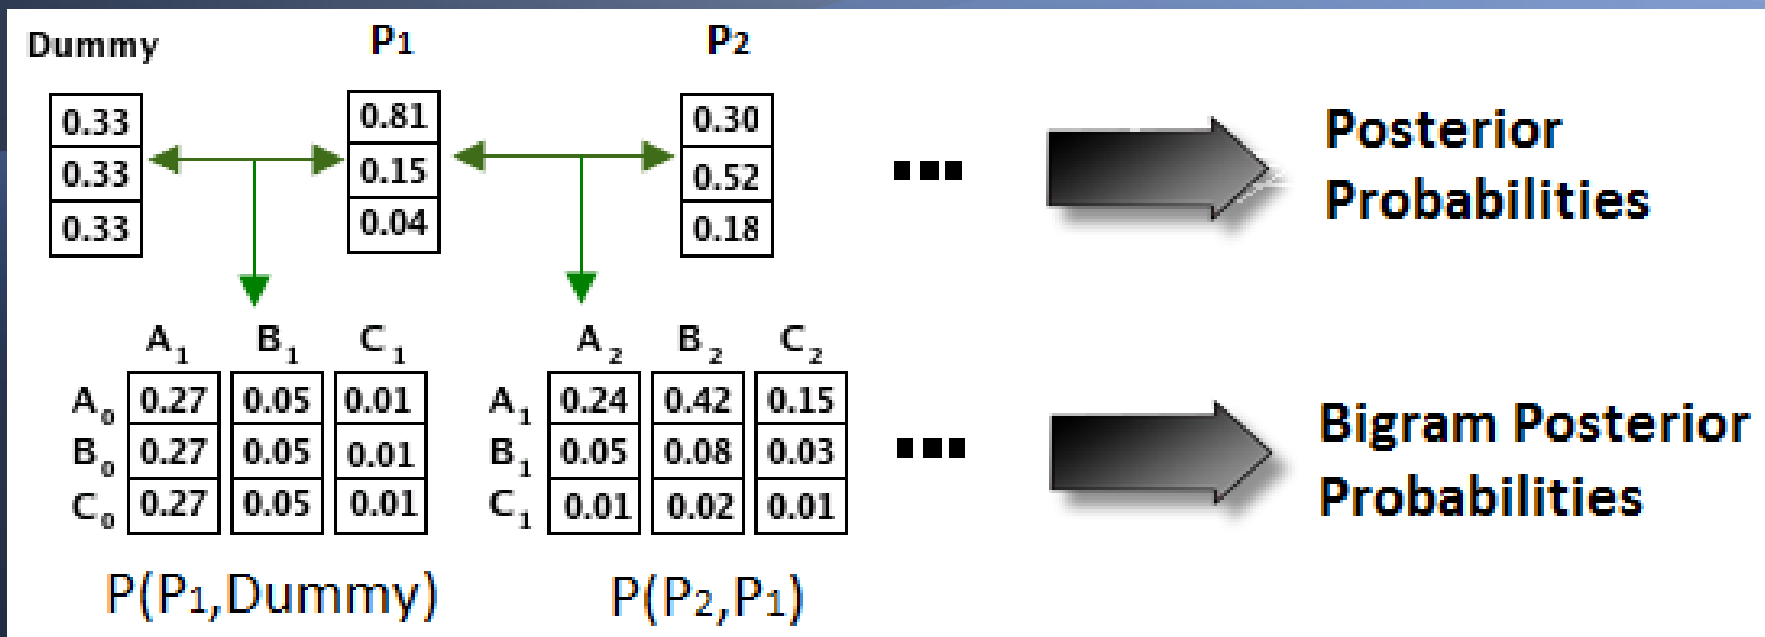 Dummy P1 P2
0.33 0.81 0.30
0.33 0.15 0.52
0.33 0.04 0.18
... Posterior
Probabilities
A1 B1 C1 A2 B2 C2
A0 0.27 0.05 0.01 A1 0.24 0.42 0.15
B0 0.27 0.05 0.01 B1 0.05 0.08 0.03
C0 0.27 0.05 0.01 C1 0.01 0.02 0.01
... Bigram Posterior
Probabilities
P(P1,Dummy) P(P2,P1)